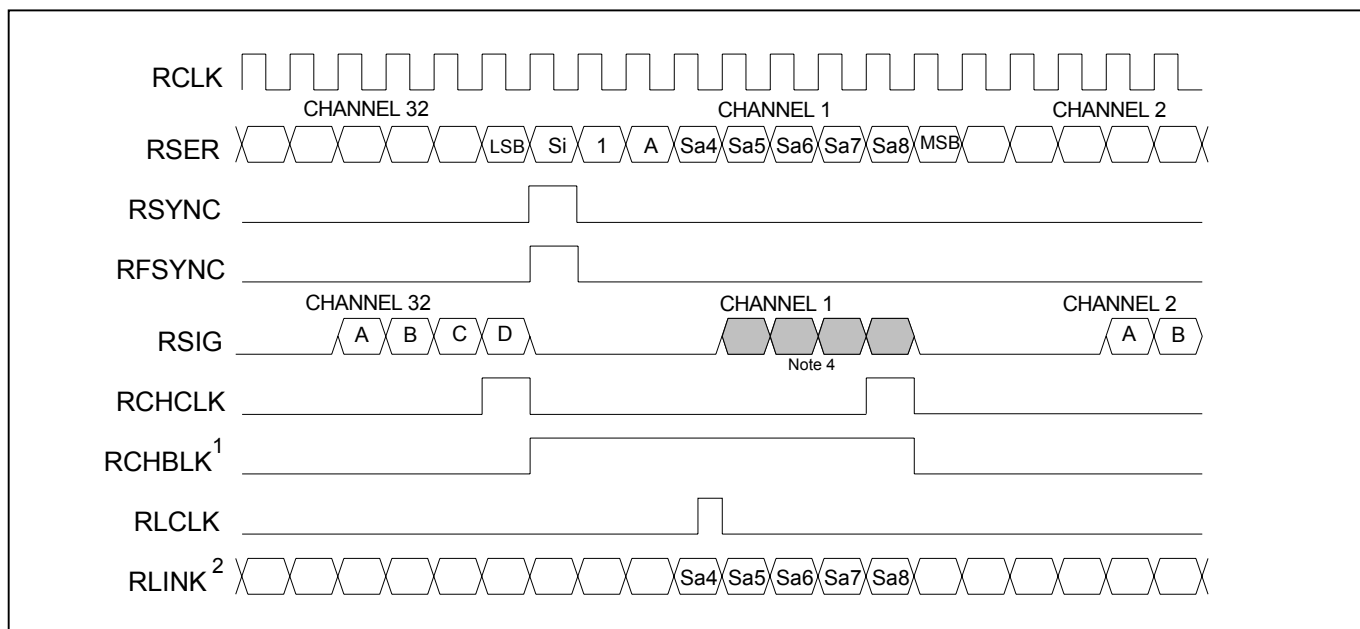 RCLK
CHANNEL 32 CHANNEL 1 CHANNEL 2
RSER LSB Si 1 A Sa4 Sa5 Sa6 Sa7 Sa8 MSB
RSYNC
RFSYNC
CHANNEL 32 CHANNEL 1 CHANNEL 2
RSIG A B C D A B
Note 4
RCHCLK
RCHBLK1
RLCLK
RLINK2 Sa4 Sa5 Sa6 Sa7 Sa8